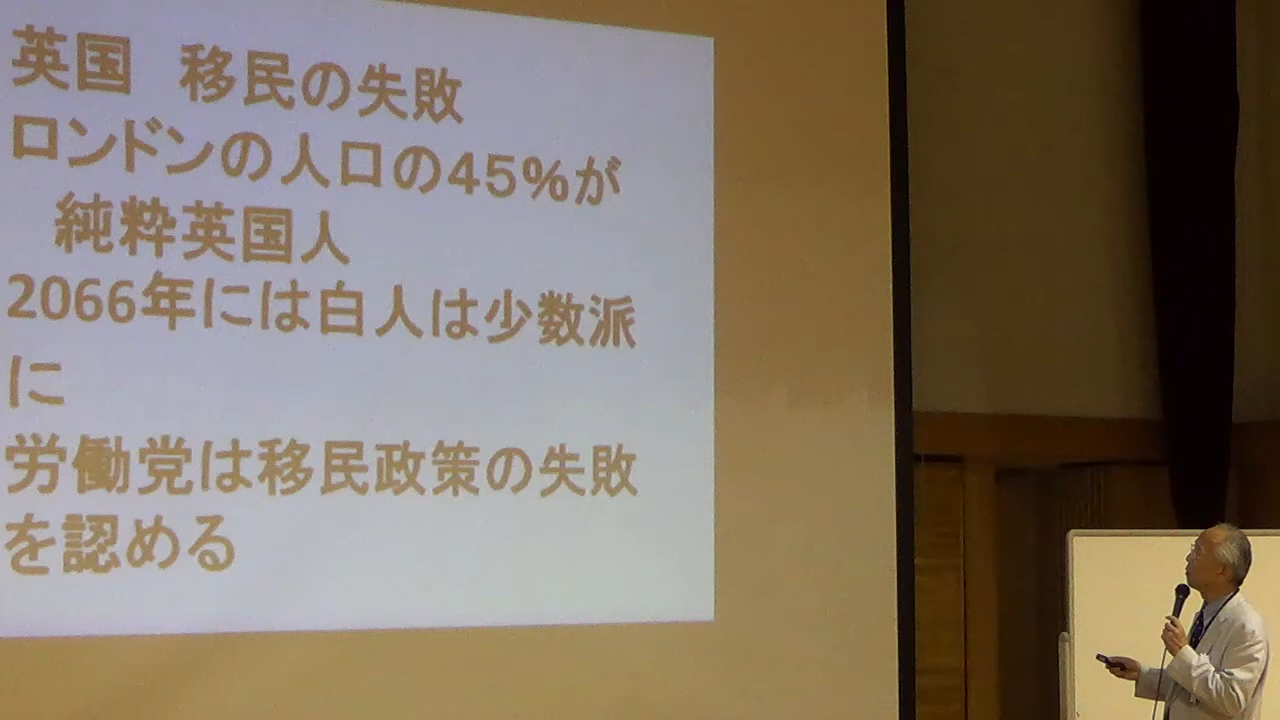 英国　移民の失敗
ロンドンの人口の45%が
純粋英国人
2066年には白人は少数派
に
労働党は移民政策の失敗
を認める